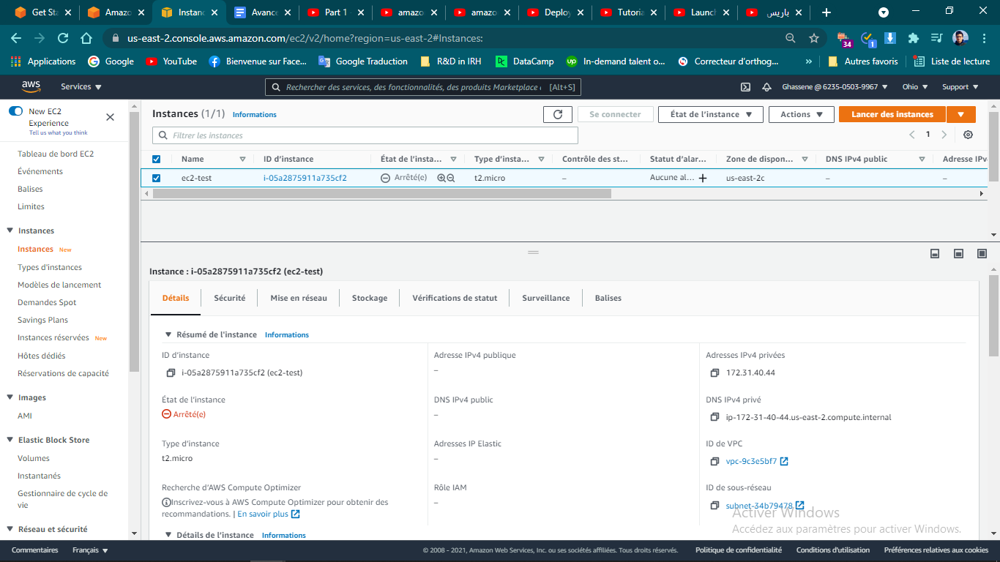 Get Sta
Amazo
Instanc
Avance
Part 1
amazo
amazo
Deploy
Tutoria
Launch
باريس
us-east-2.console.aws.amazon.com/ec2/v2/home?region=us-east-2#Instances:
34
1
Applications
Google
YouTube
Bienvenue sur Face...
Google Traduction
R&D in IRH
DataCamp
In-demand talent o...
Correcteur d'orthog...
»
Autres favoris
Liste de lecture
aws
Services
Rechercher des services, des fonctionnalités, des produits Marketplace
[Alt+S]
Ghassene @ 6235-0503-9967
Ohio
Support
New EC2
Experience
Tell us what you think
Tableau de bord EC2
Événements
Balises
Limites
Instances
Instances New
Types d'instances
Modèles de lancement
Demandes Spot
Savings Plans
Instances réservées New
Hôtes dédiés
Réservations de capacité
Images
AMI
Elastic Block Store
Volumes
Instantanés
Gestionnaire de cycle de
vie
Réseau et sécurité
Instances (1/1) Informations
Se connecter
État de l'instance
Actions
Lancer des instances
Filtrer les instances
1
Name
ID d'instance
État de l'insta...
Type d'insta...
Contrôle des st...
Statut d'alar...
Zone de dispon...
DNS IPv4 public
Adresse IPv
ec2-test
i-05a2875911a735cf2
Arrêté(e)
t2.micro
–
Aucune al...
us-east-2c
–
–
Instance : i-05a2875911a735cf2 (ec2-test)
Détails
Sécurité
Mise en réseau
Stockage
Vérifications de statut
Surveillance
Balises
Résumé de l'instance Informations
ID d'instance
i-05a2875911a735cf2 (ec2-test)
Adresse IPv4 publique
–
Adresses IPv4 privées
172.31.40.44
État de l'instance
Arrêté(e)
DNS IPv4 public
–
DNS IPv4 privé
ip-172-31-40-44.us-east-2.compute.internal
Type d'instance
t2.micro
Adresses IP Elastic
–
ID de VPC
vpc-9c3e5bf7
Recherche d'AWS Compute Optimizer
Inscrivez-vous à AWS Compute Optimizer pour obtenir des
recommandations. | En savoir plus
Rôle IAM
–
ID de sous-réseau
subnet-34b79478
Détails de l'instance Informations
Activer Windows
Accédez aux paramètres pour activer Windows.
Commentaires
Français
© 2008 - 2021, Amazon Web Services, Inc. ou ses sociétés affiliées. Tous droits réservés.
Politique de confidentialité
Conditions d'utilisation
Préférences relatives aux cookies